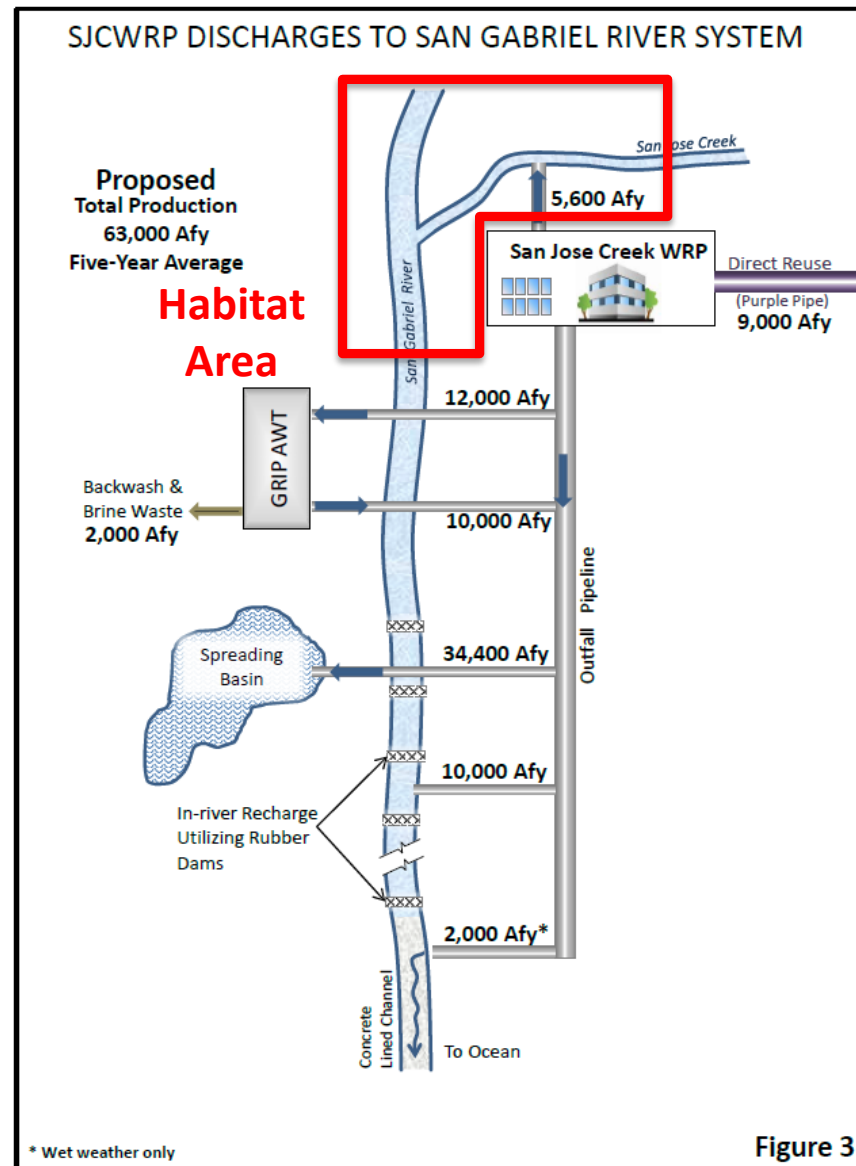 SJCWRP DISCHARGES TO SAN GABRIEL RIVER SYSTEM
San Jose Creek
Proposed
Total Production
63,000 Afy
Five-Year Average
5,600 Afy
San Jose Creek WRP
Direct Reuse
(Purple Pipe)
9,000 Afy
Habitat
Area
San Gabriel River
12,000 Afy
GRIP AWT
Backwash &
Brine Waste
2,000 Afy
10,000 Afy
Outfall Pipeline
Spreading
Basin
34,400 Afy
10,000 Afy
In-river Recharge
Utilizing Rubber
Dams
2,000 Afy*
Concrete
Lined Channel
To Ocean
* Wet weather only
Figure 3